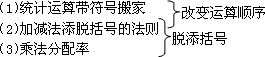 (1)统计运算带符号搬家
改变运算顺序
(2)加减法添脱括号的法则
脱添括号
(3)乘法分配率